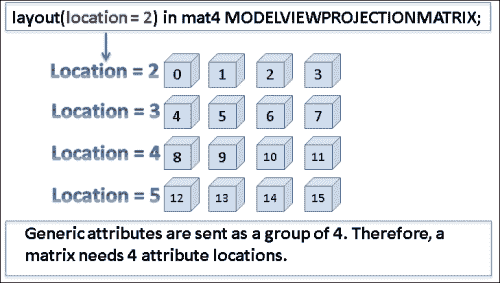 layout(location = 2) in mat4 MODELVIEWPROJECTIONMATRIX;
Location = 2 0 1 2 3
Location = 3 4 5 6 7
Location = 4 8 9 10 11
Location = 5 12 13 14 15
Generic attributes are sent as a group of 4. Therefore, a
matrix needs 4 attribute locations.